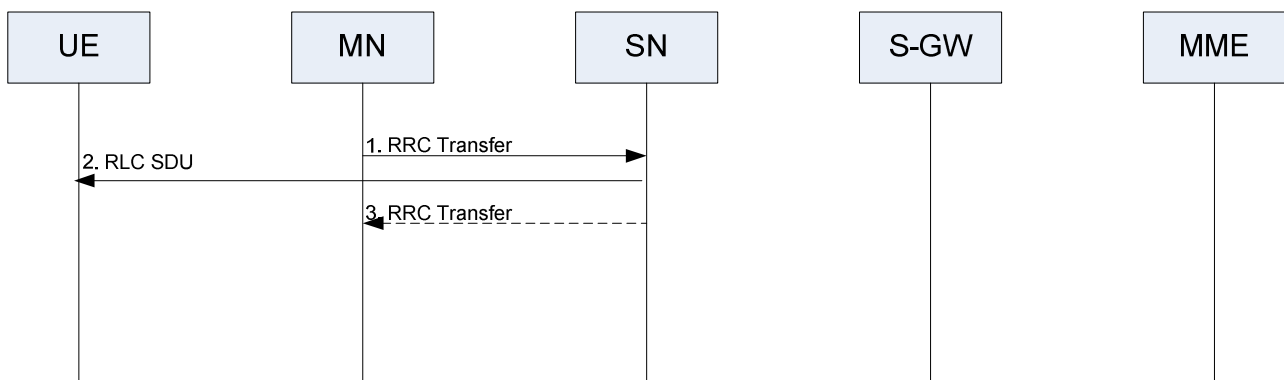 UE
MN
SN
S-GW
MME
1. RRC Transfer
2. RLC SDU
3. RRC Transfer